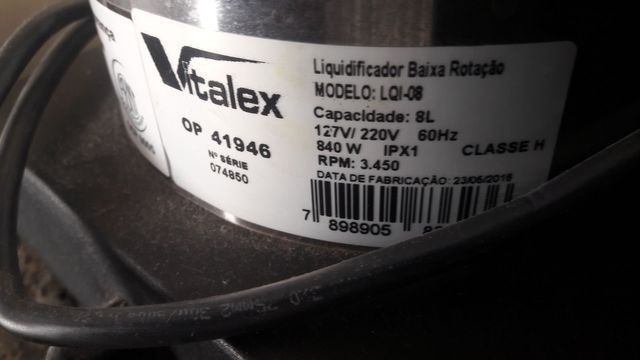 Vitalex
OP 41946
Nº SÉRIE
074850
Liquidificador Baixa Rotação
MODELO: LQI-08
Capacidade: 8L
127V/ 220V 60Hz
840 W IPX1 CLASSE H
RPM: 3.450
DATA DE FABRICAÇÃO: 23/05/2016
7 898905